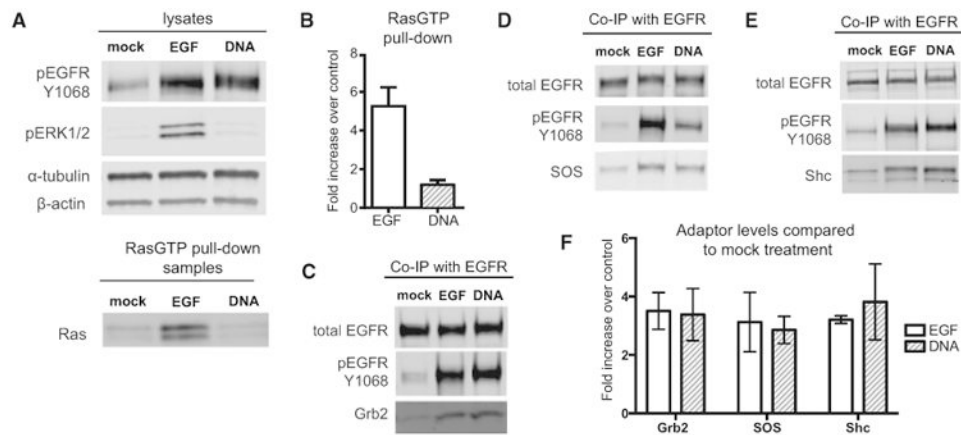 A
lysates
mock EGF DNA
pEGFR
Y1068
pERK1/2
α-tubulin
β-actin
RasGTP pull-down
samples
mock EGF DNA
Ras
B
RasGTP
pull-down
Fold increase over control
8
6
4
2
0
EGF DNA
C
Co-IP with EGFR
mock EGF DNA
total EGFR
pEGFR
Y1068
Grb2
D
Co-IP with EGFR
mock EGF DNA
total EGFR
pEGFR
Y1068
SOS
E
Co-IP with EGFR
mock EGF DNA
total EGFR
pEGFR
Y1068
Shc
F
Adaptor levels compared
to mock treatment
Fold increase over control
6
4
2
0
Grb2 SOS Shc
EGF
DNA